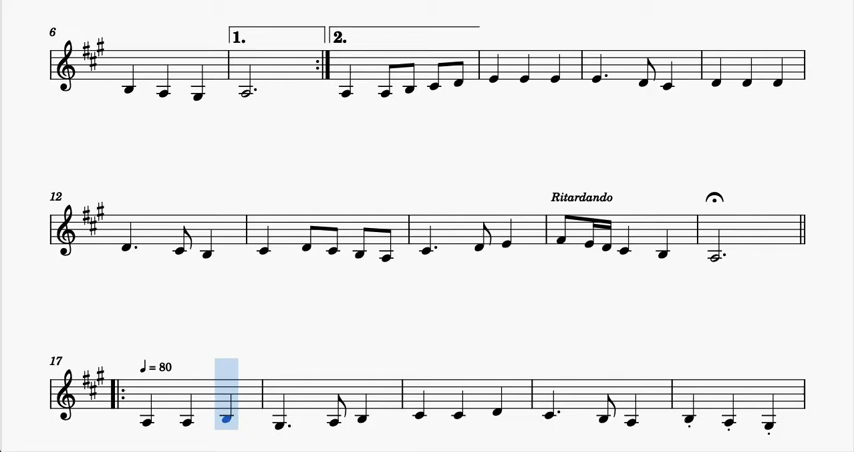 6
1.
2.
12
Ritardando
17
♩ = 80